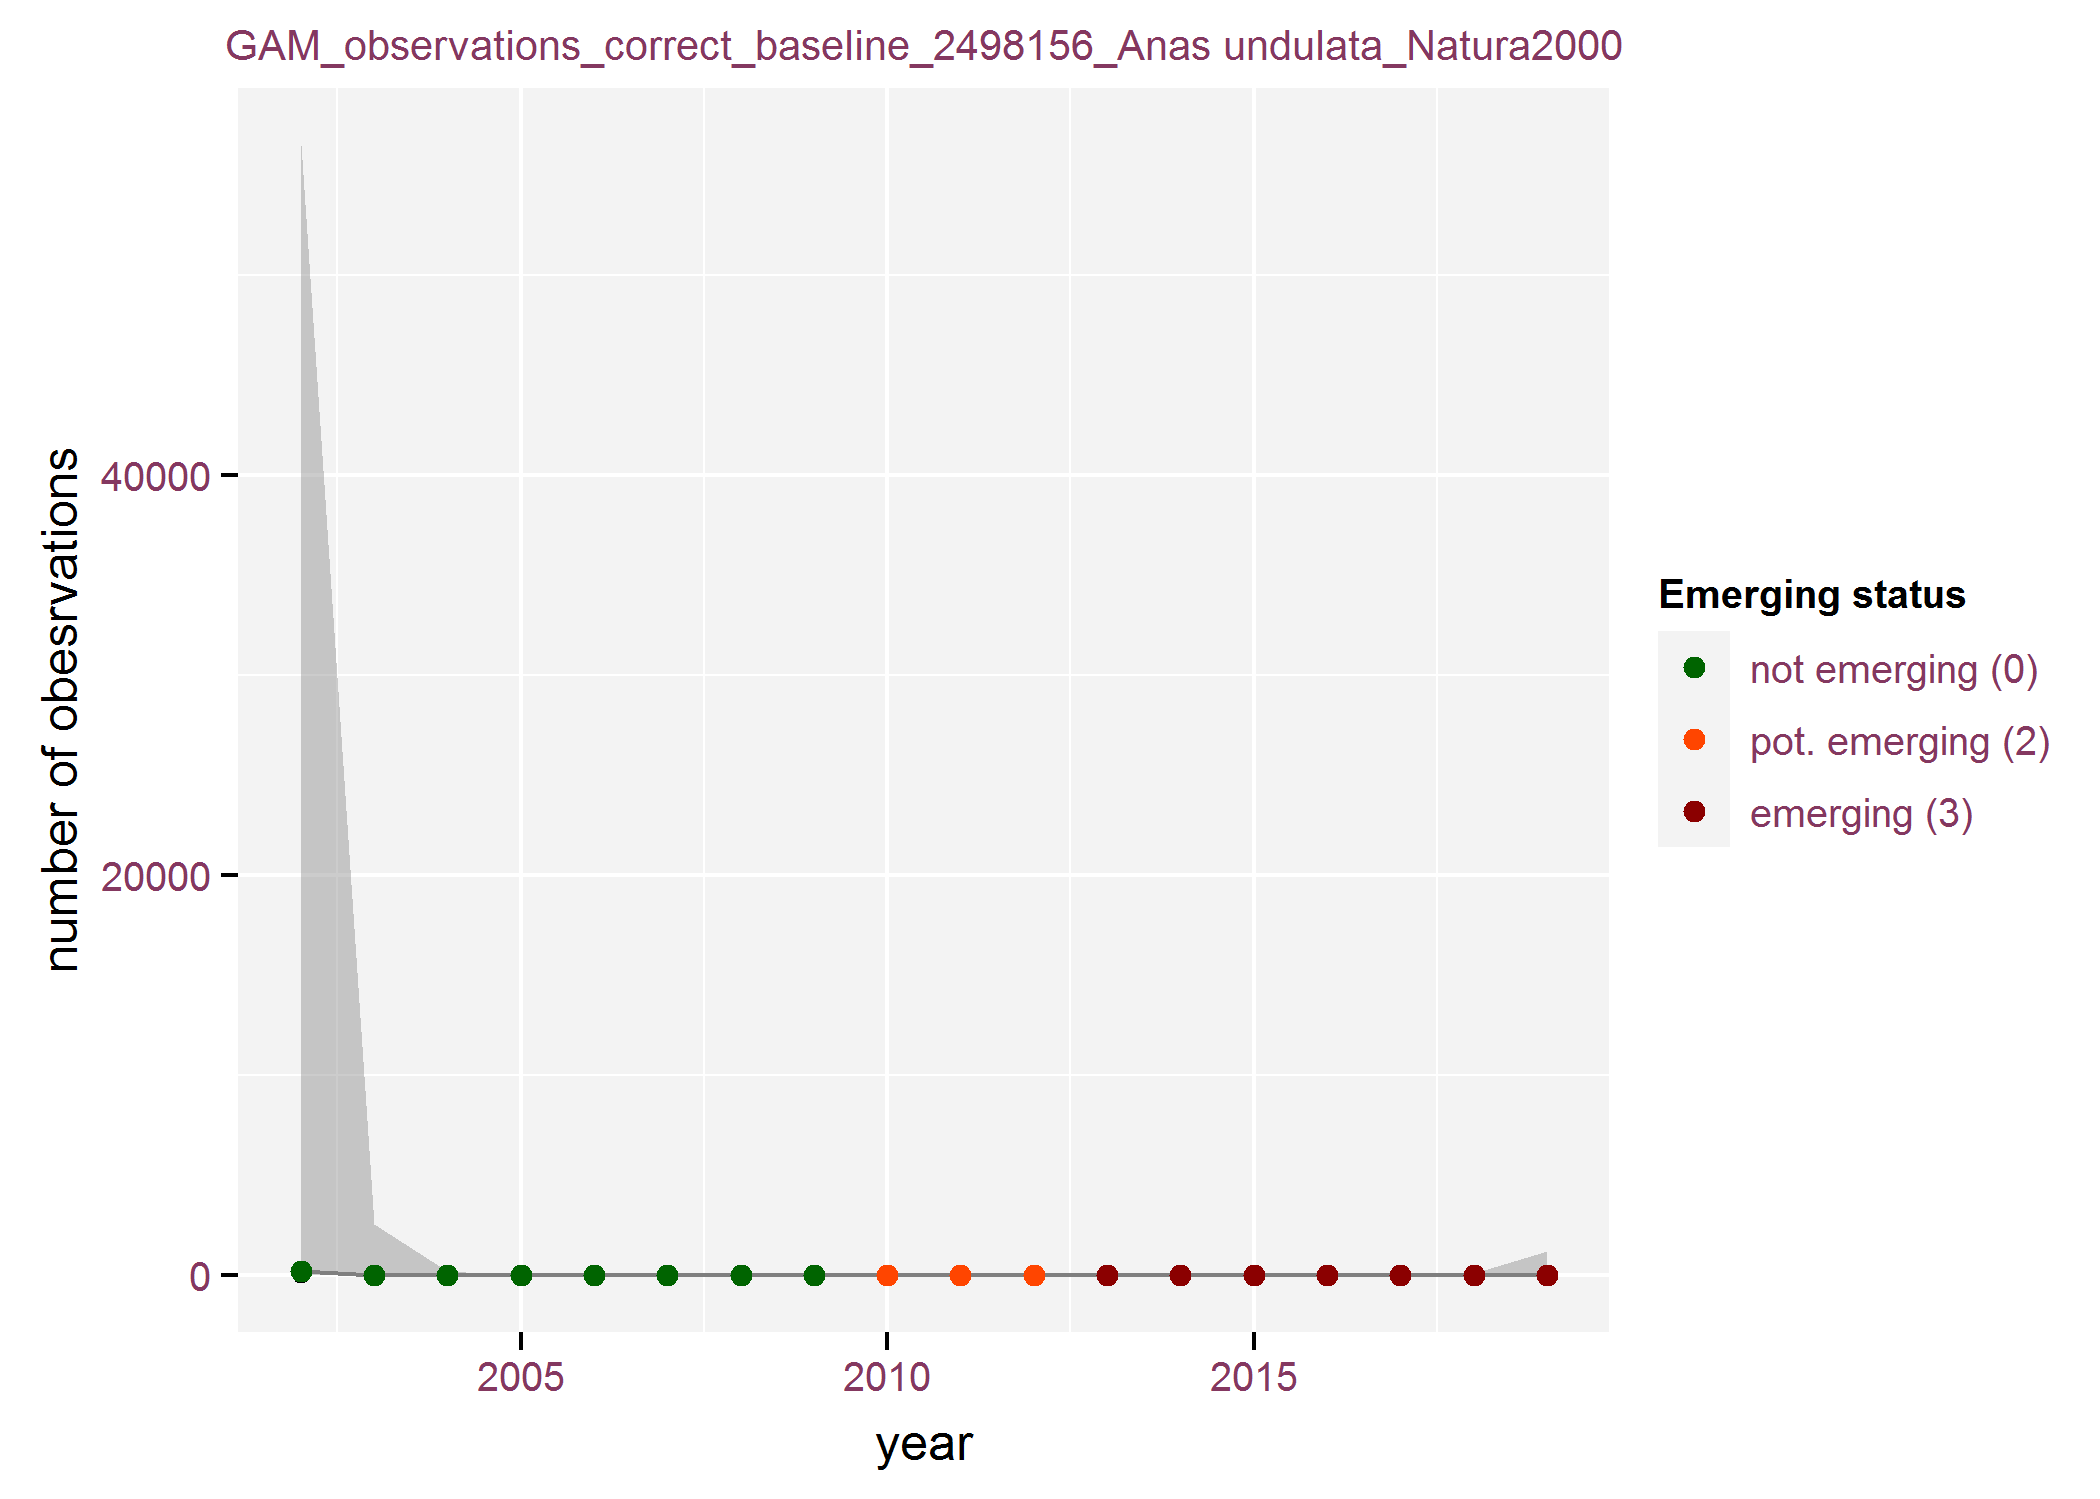 GAM_observations_correct_baseline_2498156_Anas undulata_Natura2000
number of obesrvations
40000
20000
0
2005 2010 2015
year
Emerging status
not emerging (0)
pot. emerging (2)
emerging (3)